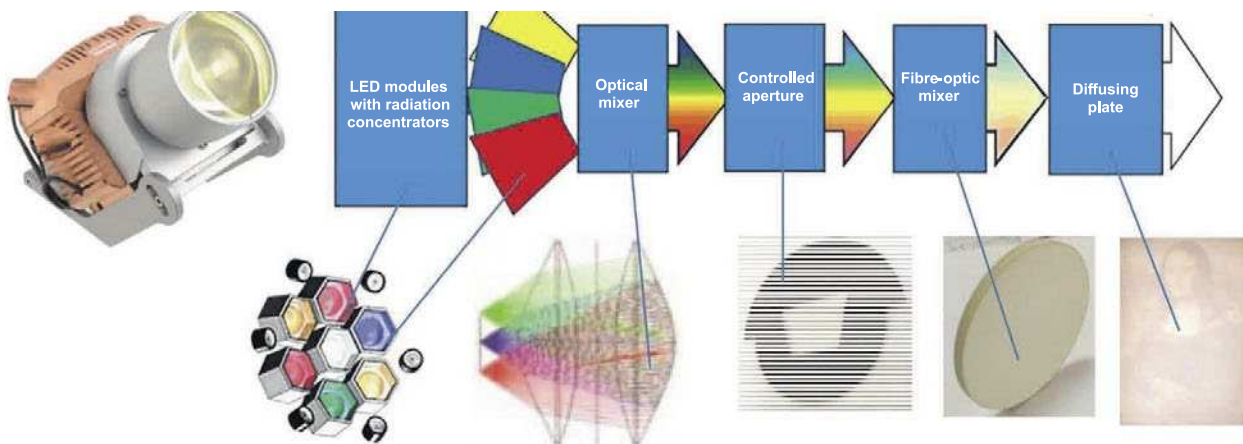 LED modules
with radiation
concentrators
Optical
mixer
Controlled
aperture
Fibre-optic
mixer
Diffusing
plate